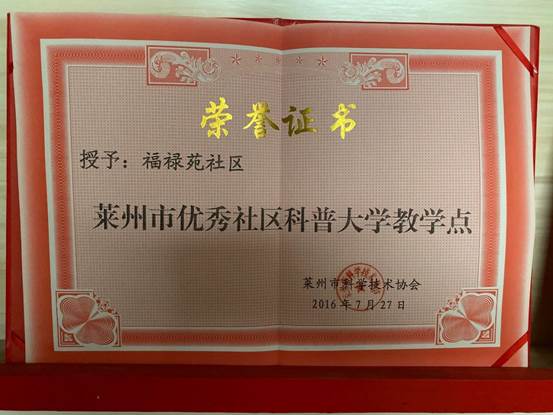 荣誉证书
授予：福禄苑社区
莱州市优秀社区科普大学教学点
莱州市科学技术协会
2016年7月27日